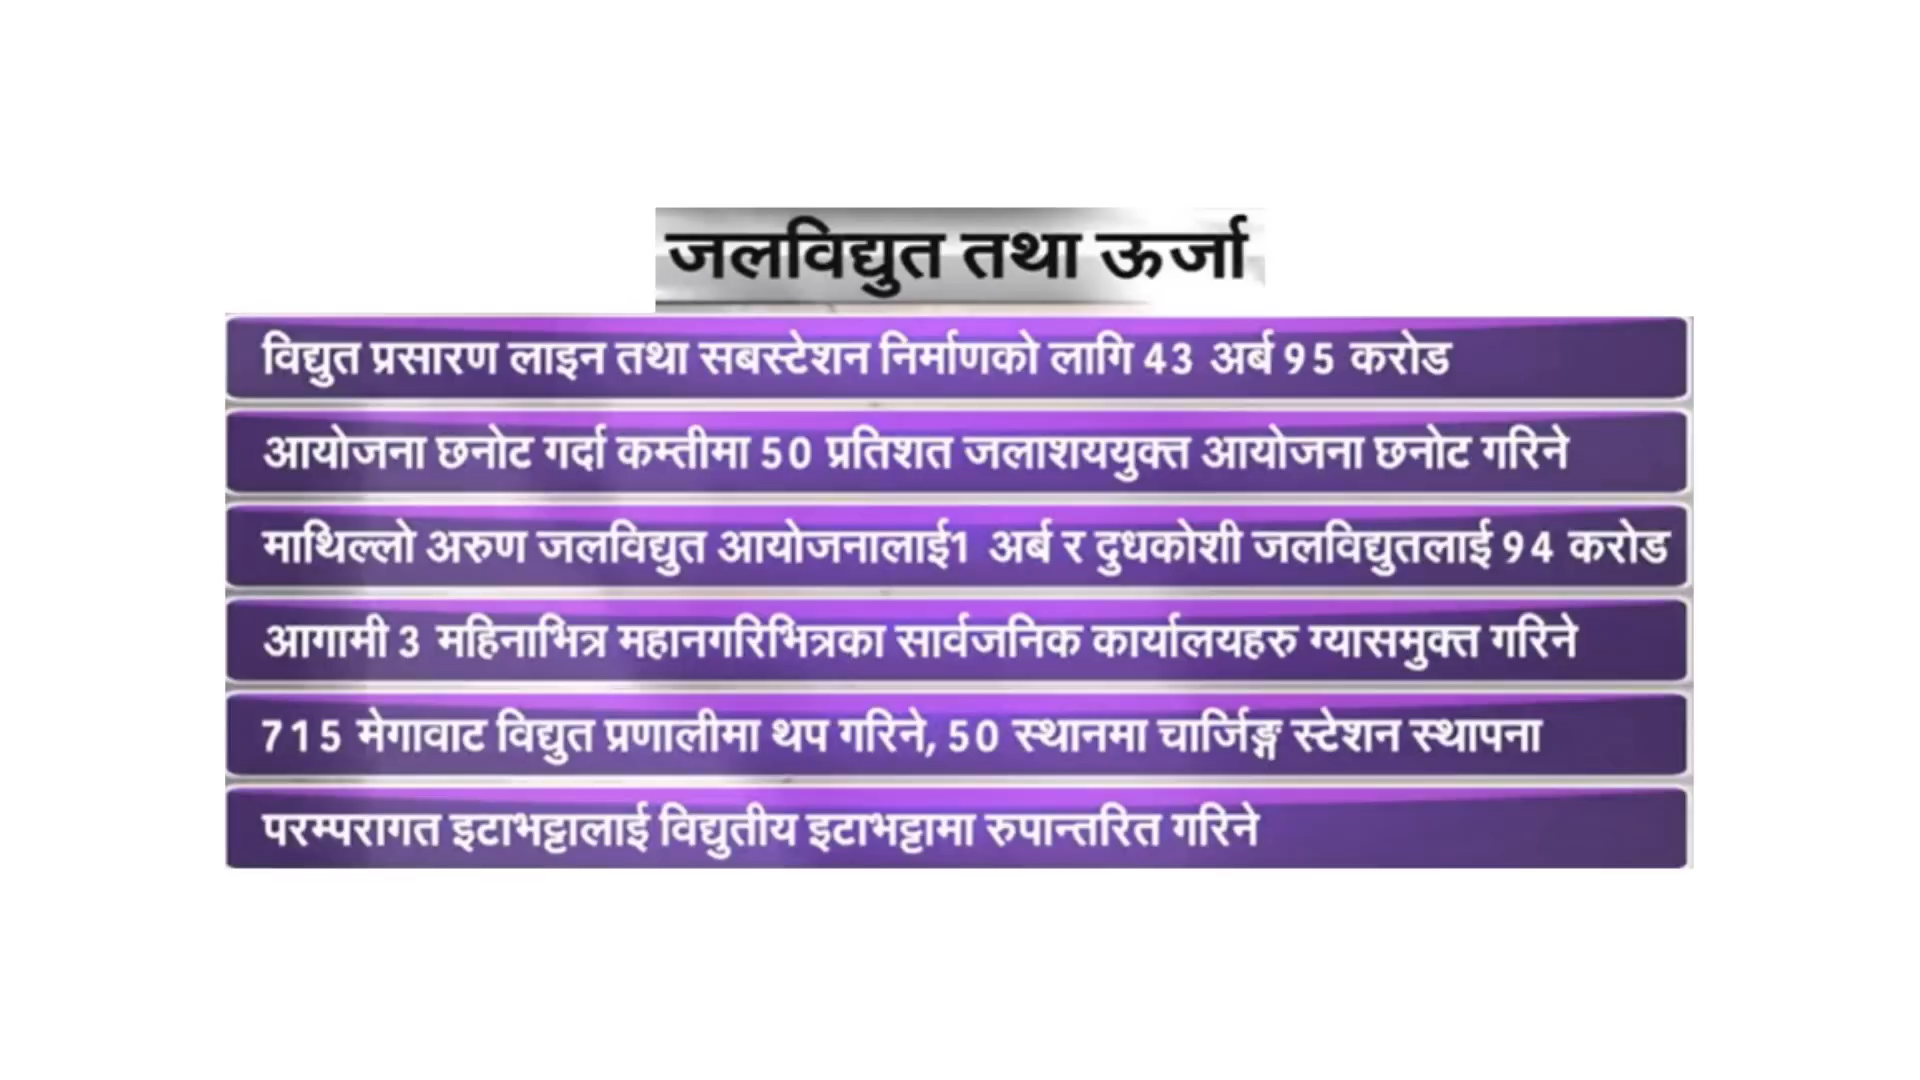 जलविद्युत तथा ऊर्जा
विद्युत प्रसारण लाइन तथा सबस्टेशन निर्माणको लागि 43 अर्ब 95 करोड
आयोजना छनोट गर्दा कम्तीमा 50 प्रतिशत जलाशययुक्त आयोजना छनोट गरिने
माथिल्लो अरुण जलविद्युत आयोजनालाई1 अर्ब र दुधकोशी जलविद्युतलाई 94 करोड
आगामी 3 महिनाभित्र महानगरिभित्रका सार्वजनिक कार्यालयहरु ग्यासमुक्त गरिने
715 मेगावाट विद्युत प्रणालीमा थप गरिने, 50 स्थानमा चार्जिङ्ग स्टेशन स्थापना
परम्परागत इटाभट्टालाई विद्युतीय इटाभट्टामा रुपान्तरित गरिने